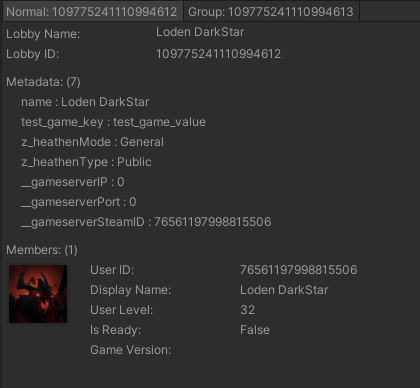 Normal: 109775241110994612 Group: 109775241110994613
Lobby Name: Loden DarkStar
Lobby ID: 109775241110994612
Metadata: (7)
name : Loden DarkStar
test_game_key : test_game_value
z_heathenMode : General
z_heathenType : Public
__gameserverIP : 0
__gameserverPort : 0
__gameserverSteamID : 76561197998815506
Members: (1)
User ID: 76561197998815506
Display Name: Loden DarkStar
User Level: 32
Is Ready: False
Game Version: